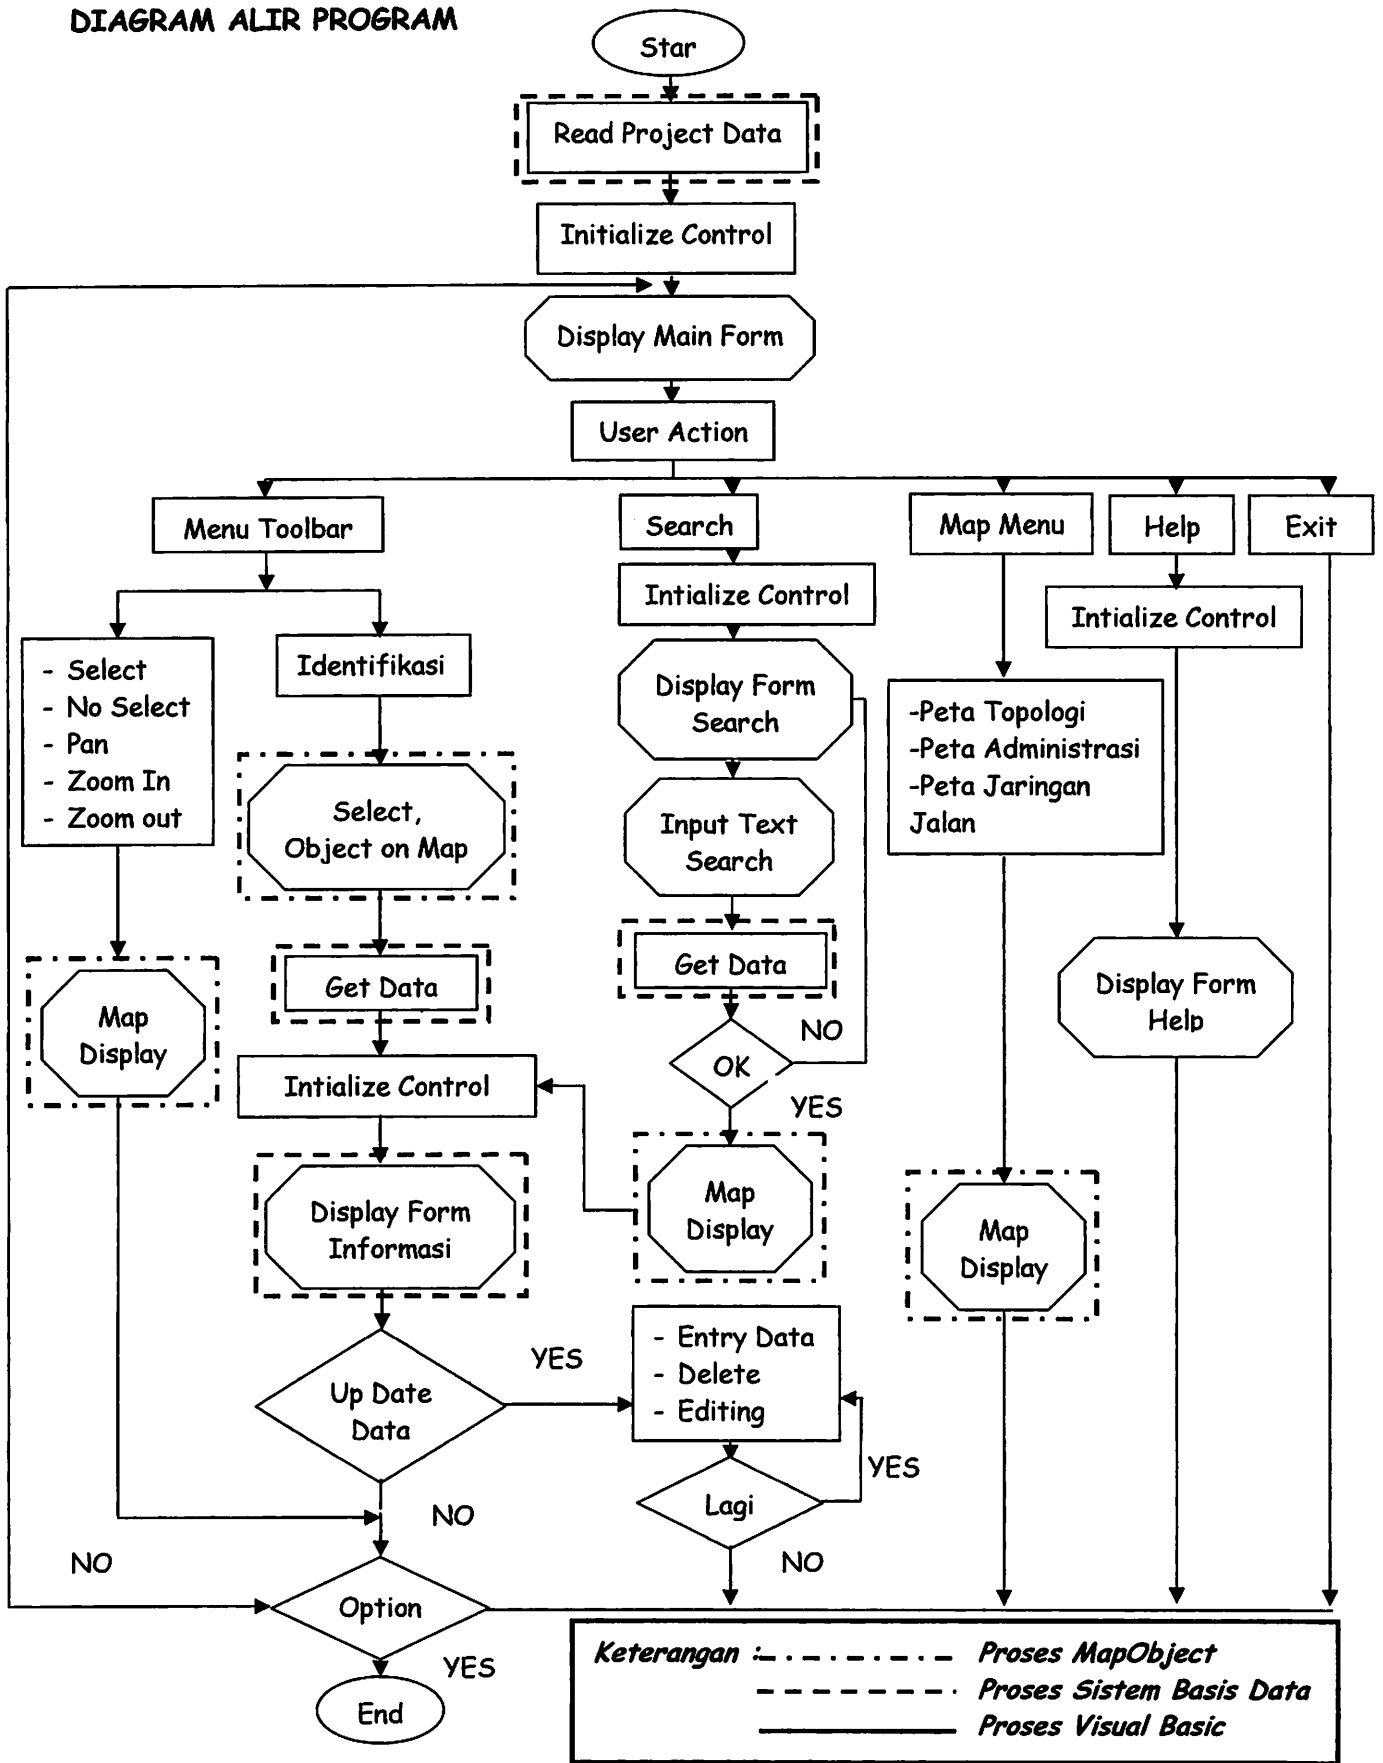 DIAGRAM ALIR PROGRAM
Star
Read Project Data
Initialize Control
Display Main Form
User Action
Menu Toolbar
Search
Map Menu
Help
Exit
- Select
- No Select
- Pan
- Zoom In
- Zoom out
Map
Display
Identifikasi
Select,
Object on Map
Get Data
Intialize Control
Display Form
Informasi
Up Date
Data
YES
NO
Intialize Control
Display Form
Search
Input Text
Search
Get Data
OK
NO
YES
Map
Display
- Entry Data
- Delete
- Editing
Lagi
YES
NO
-Peta Topologi
-Peta Administrasi
-Peta Jaringan
Jalan
Map
Display
Intialize Control
Display Form
Help
NO
Option
YES
End
Keterangan :
Proses MapObject
Proses Sistem Basis Data
Proses Visual Basic